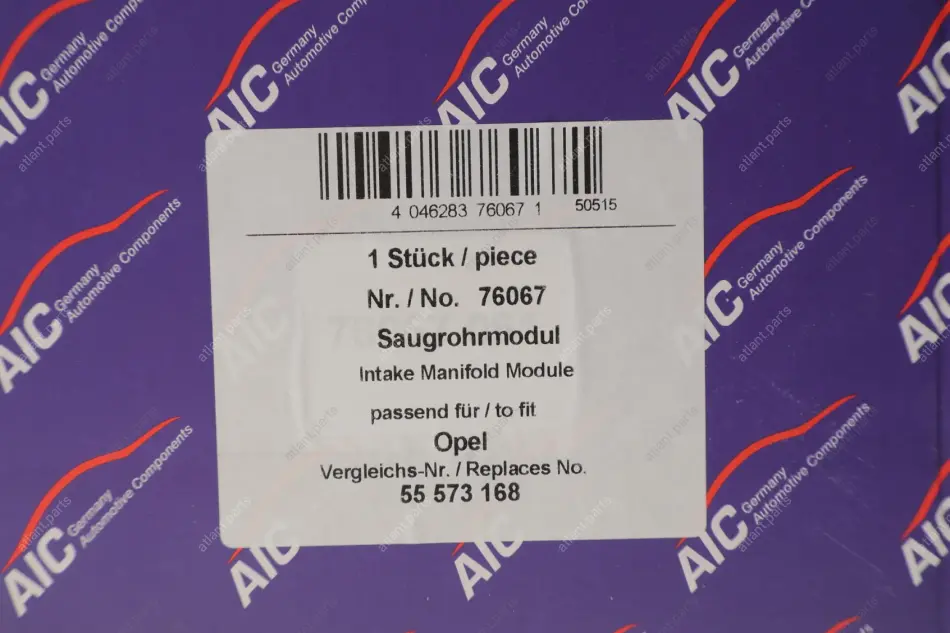 4 046283 76067 1
50515
1 Stück / piece
Nr. / No. 76067
Saugrohrmodul
Intake Manifold Module
passend für / to fit
Opel
Vergleichs-Nr. / Replaces No.
55 573 168
AIC Germany
Automotive Components
atlant.parts